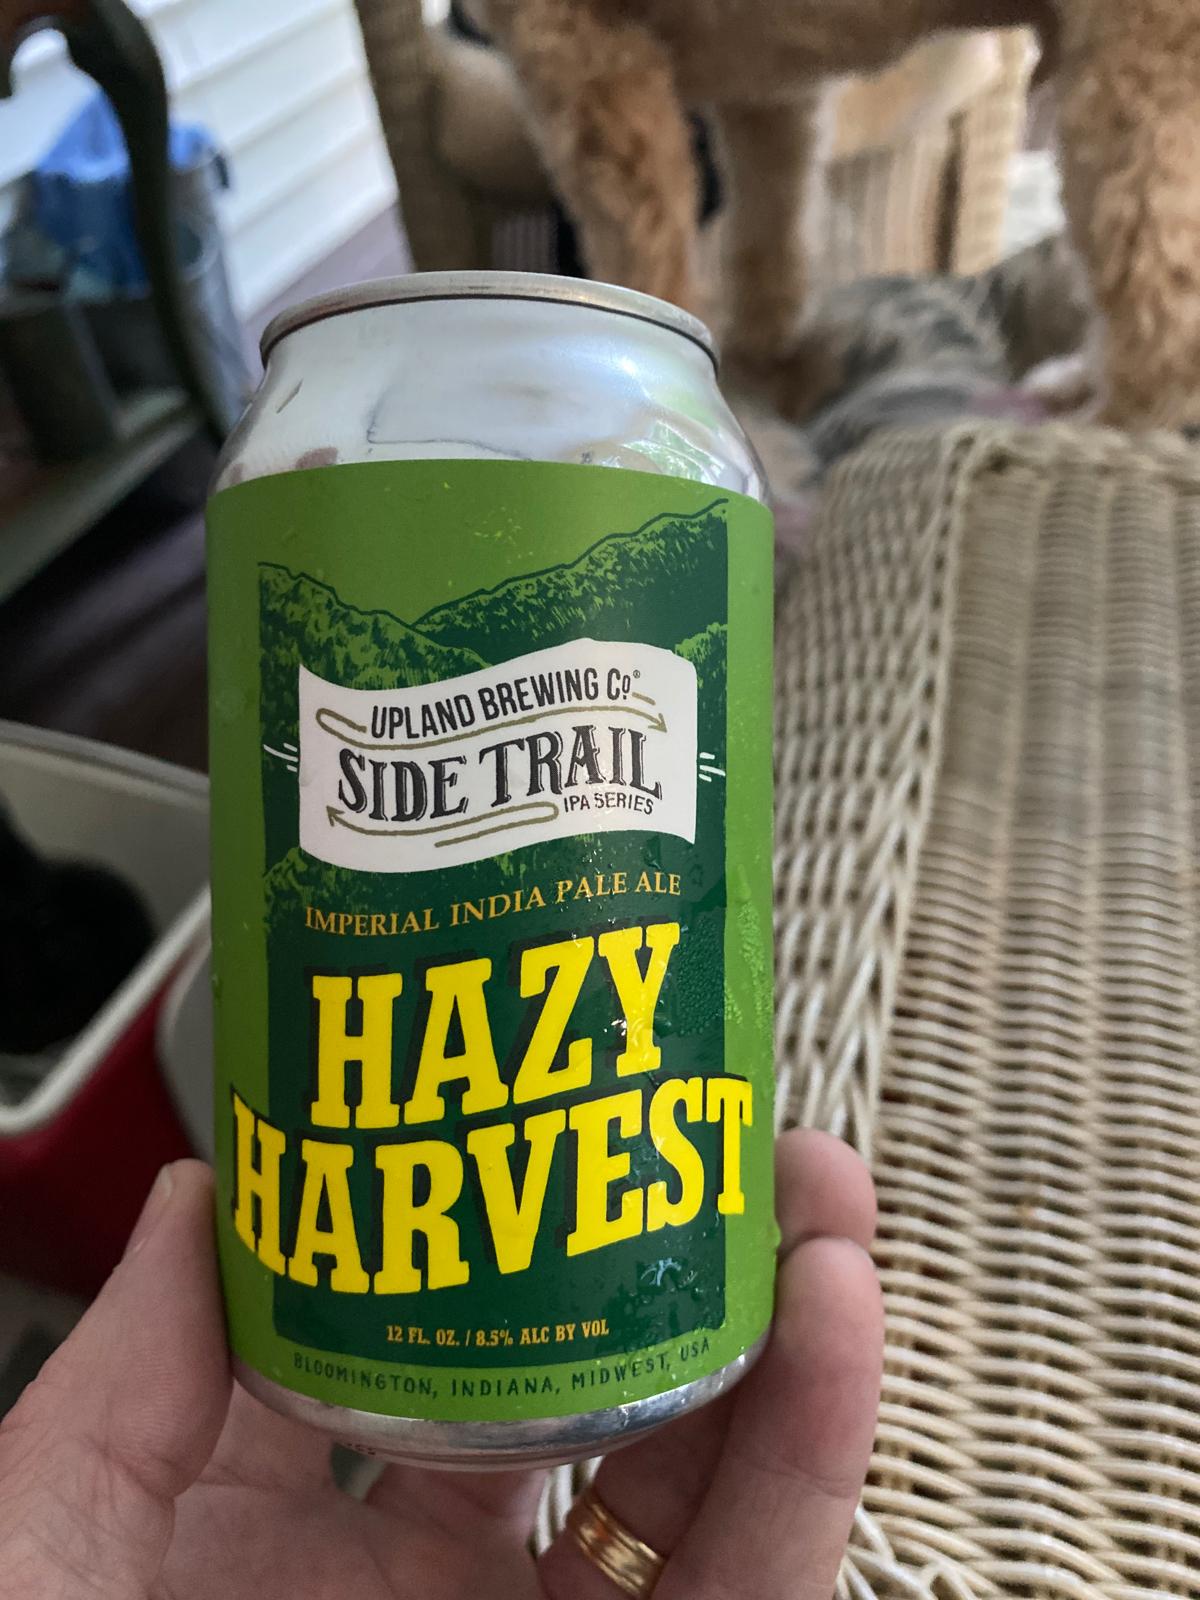 UPLAND BREWING Co®
SIDE TRAIL
IPA SERIES
IMPERIAL INDIA PALE ALE
HAZY
HARVEST
12 FL. OZ. / 8.5% ALC BY VOL
BLOOMINGTON, INDIANA, MIDWEST, USA